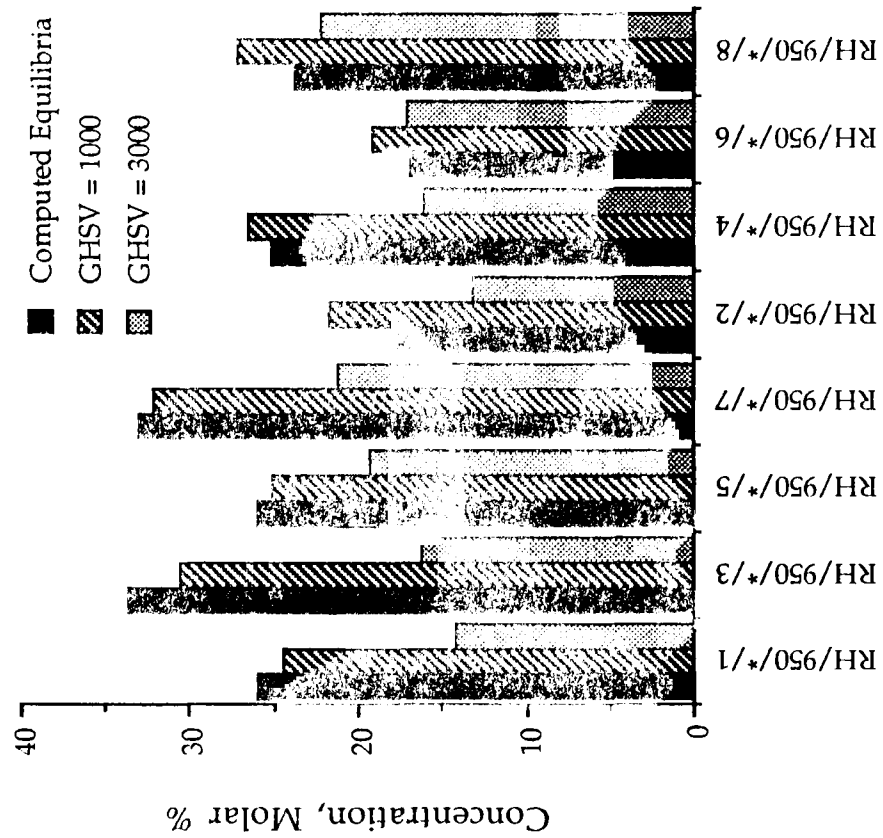 Computed Equilibria
GHSV = 1000
GHSV = 3000
Concentration, Molar %
40
30
20
10
0
RH/950/*/1
RH/950/*/3
RH/950/*/5
RH/950/*/7
RH/950/*/2
RH/950/*/4
RH/950/*/6
RH/950/*/8